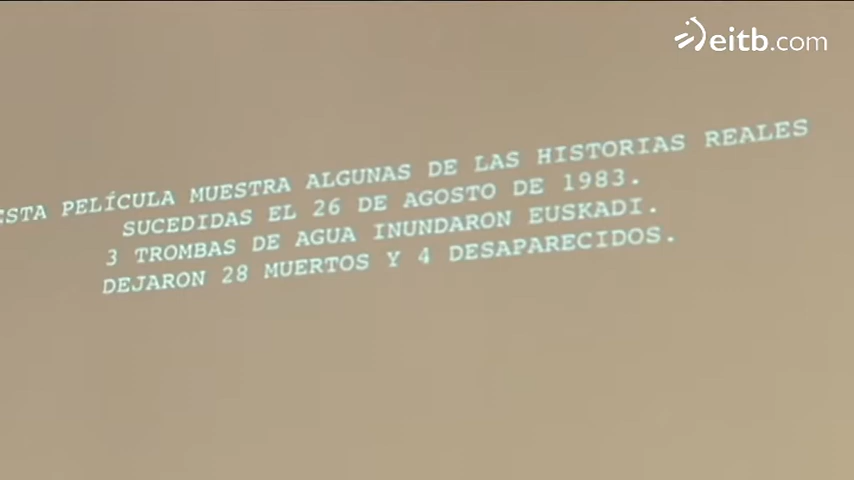 eitb.com
ESTA PELÍCULA MUESTRA ALGUNAS DE LAS HISTORIAS REALES
SUCEDIDAS EL 26 DE AGOSTO DE 1983.
3 TROMBAS DE AGUA INUNDARON EUSKADI.
DEJARON 28 MUERTOS Y 4 DESAPARECIDOS.